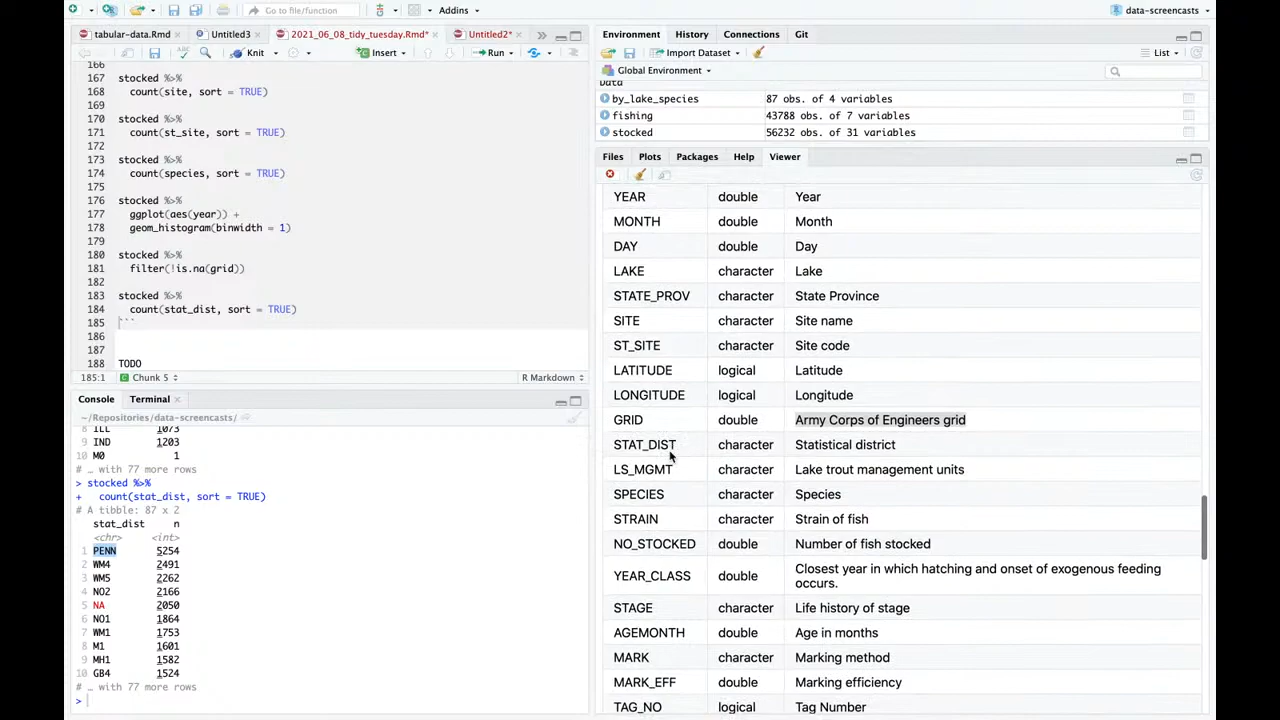 Go to file/function
Addins
data-screencasts
tabular-data.Rmd
Untitled3
2021_06_08_tidy_tuesday.Rmd*
Untitled2*
Knit
Insert
Run
166
167 stocked %>%
168 count(site, sort = TRUE)
169
170 stocked %>%
171 count(st_site, sort = TRUE)
172
173 stocked %>%
174 count(species, sort = TRUE)
175
176 stocked %>%
177 ggplot(aes(year)) +
178 geom_histogram(binwidth = 1)
179
180 stocked %>%
181 filter(!is.na(grid))
182
183 stocked %>%
184 count(stat_dist, sort = TRUE)
185 ```
186
187
188 TODO
185:1 Chunk 5 R Markdown
Console Terminal
~/Repositories/data-screencasts/
8 ILL 1073
9 IND 1203
10 M0 1
# … with 77 more rows
> stocked %>%
+ count(stat_dist, sort = TRUE)
# A tibble: 87 x 2
stat_dist n
<chr> <int>
1 PENN 5254
2 WM4 2491
3 WM5 2262
4 NO2 2166
5 NA 2050
6 NO1 1864
7 WM1 1753
8 M1 1601
9 MH1 1582
10 GB4 1524
# … with 77 more rows
>
Environment History Connections Git
Import Dataset List
Global Environment
Data
by_lake_species 87 obs. of 4 variables
fishing 43788 obs. of 7 variables
stocked 56232 obs. of 31 variables
Files Plots Packages Help Viewer
YEAR double Year
MONTH double Month
DAY double Day
LAKE character Lake
STATE_PROV character State Province
SITE character Site name
ST_SITE character Site code
LATITUDE logical Latitude
LONGITUDE logical Longitude
GRID double Army Corps of Engineers grid
STAT_DIST character Statistical district
LS_MGMT character Lake trout management units
SPECIES character Species
STRAIN character Strain of fish
NO_STOCKED double Number of fish stocked
YEAR_CLASS double Closest year in which hatching and onset of exogenous feeding
occurs.
STAGE character Life history of stage
AGEMONTH double Age in months
MARK character Marking method
MARK_EFF double Marking efficiency
TAG_NO logical Tag Number